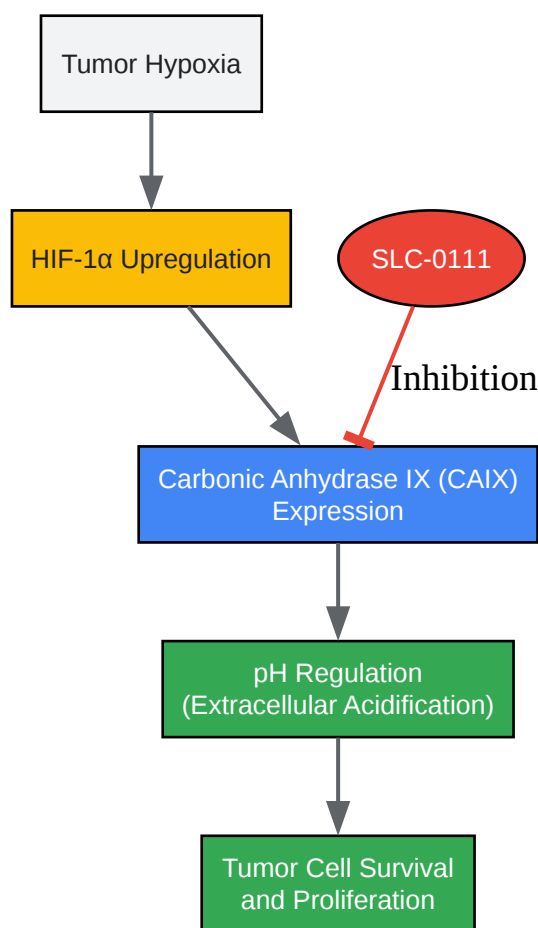 Tumor Hypoxia
HIF-1α Upregulation
SLC-0111
Inhibition
Carbonic Anhydrase IX (CAIX)
Expression
pH Regulation
(Extracellular Acidification)
Tumor Cell Survival
and Proliferation